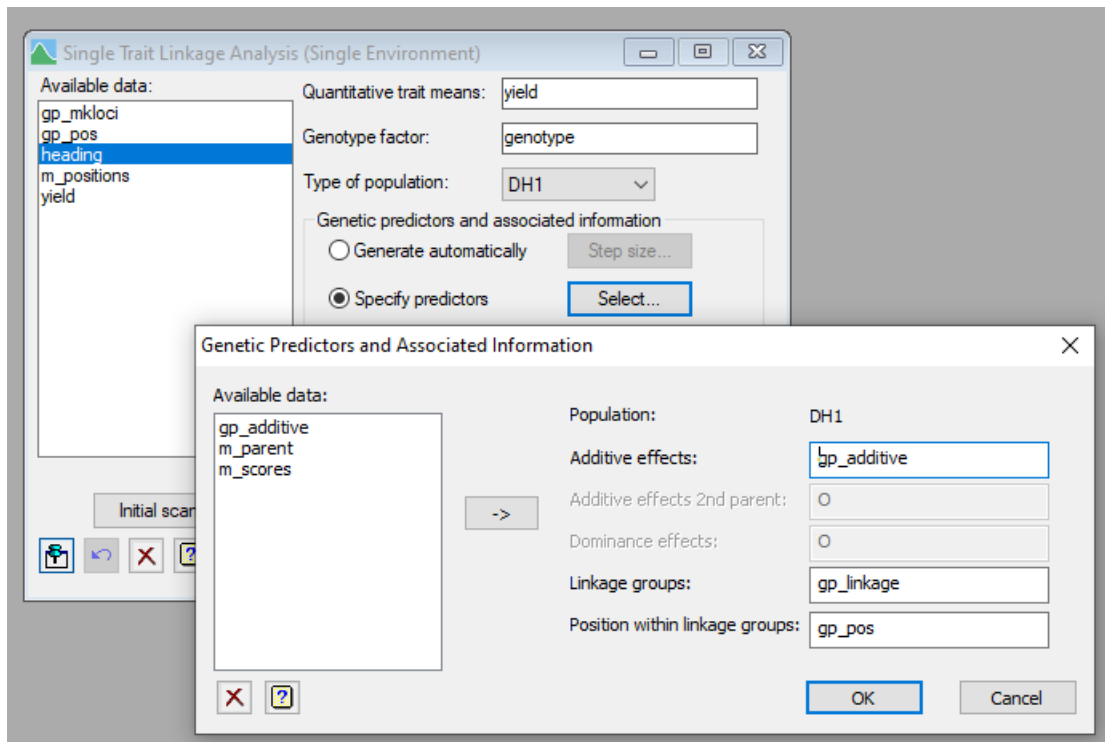 Single Trait Linkage Analysis (Single Environment)
Available data:
gp_mkloci
gp_pos
heading
m_positions
yield
Quantitative trait means: yield
Genotype factor: genotype
Type of population: DH1
Genetic predictors and associated information
Generate automatically Step size...
Specify predictors Select...
Initial scan
?
Genetic Predictors and Associated Information
Available data:
gp_additive
m_parent
m_scores
->
Population: DH1
Additive effects: gp_additive
Additive effects 2nd parent: O
Dominance effects: O
Linkage groups: gp_linkage
Position within linkage groups: gp_pos
?
OK Cancel